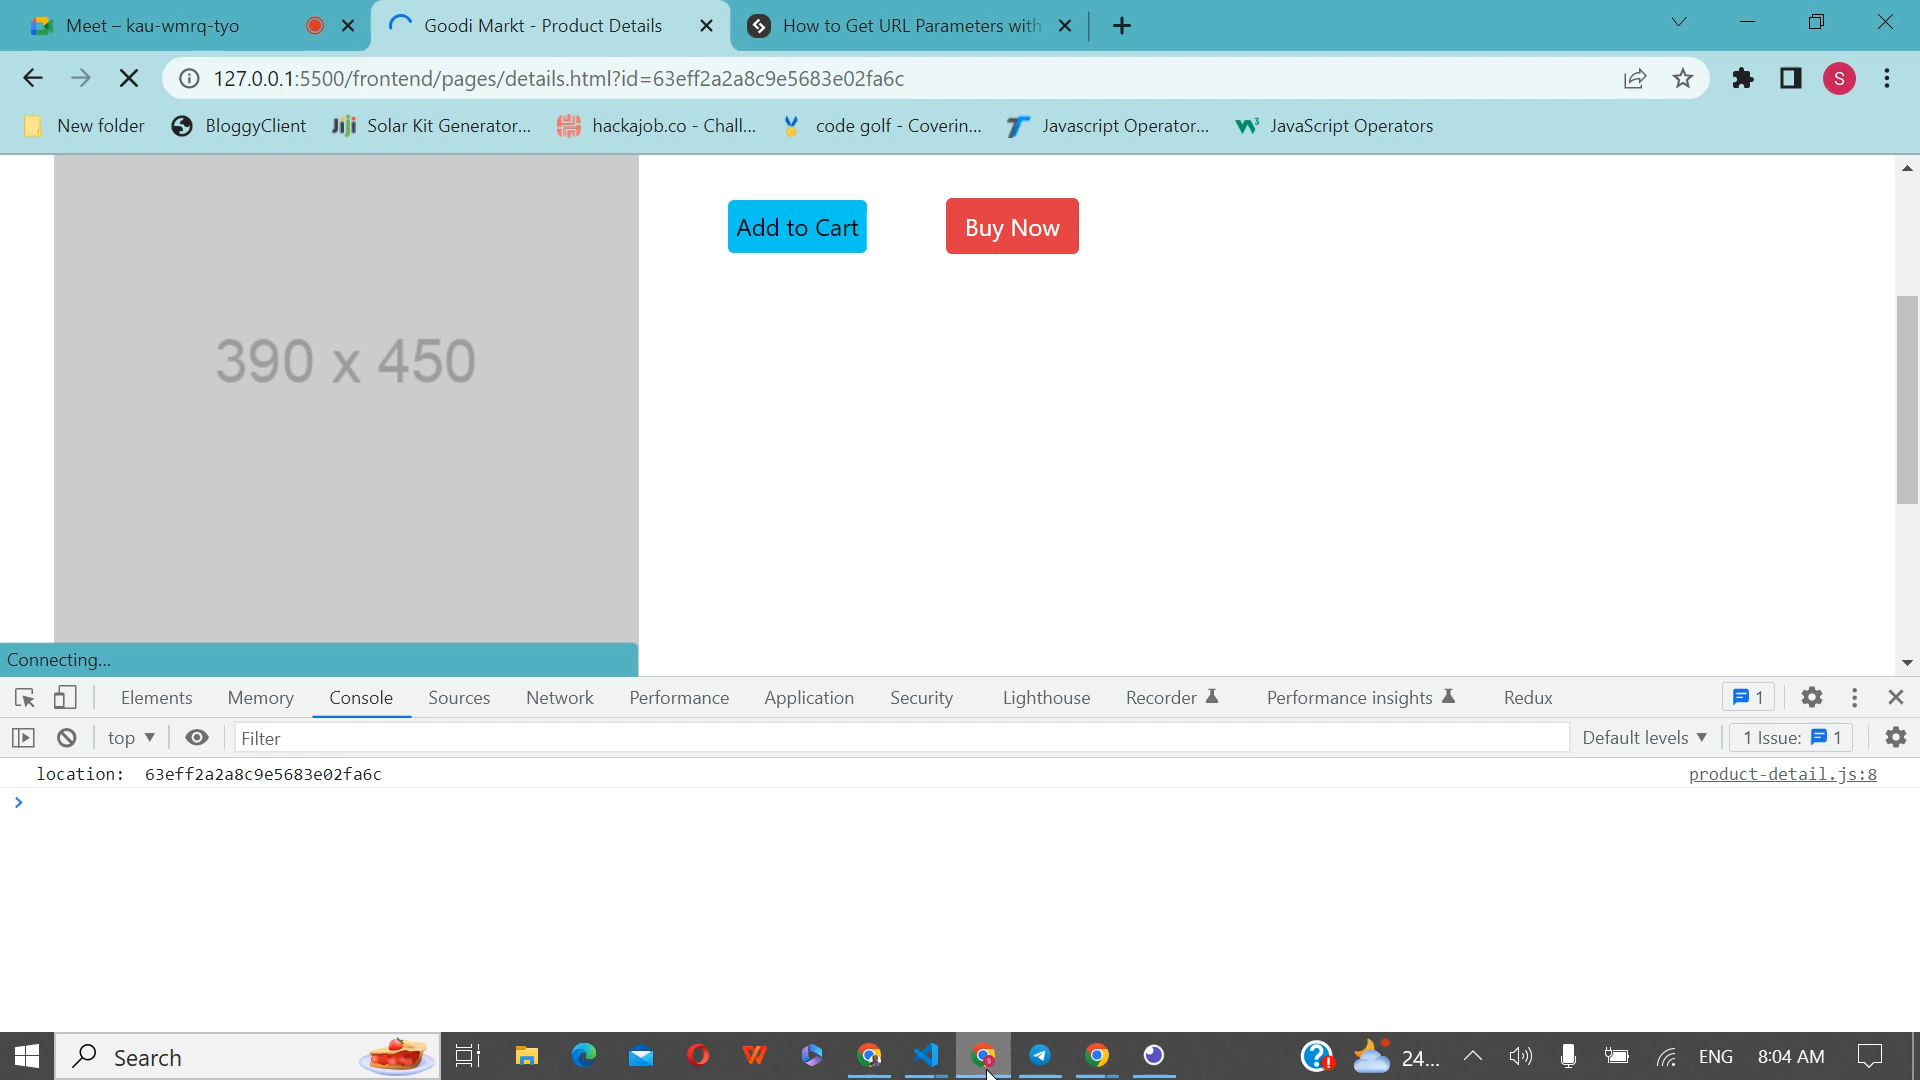 Meet – kau-wmrq-tyo
Goodi Markt - Product Details
How to Get URL Parameters with
127.0.0.1:5500/frontend/pages/details.html?id=63eff2a2a8c9e5683e02fa6c
S
New folder
BloggyClient
Jiji
Solar Kit Generator...
hackajob.co - Chall...
code golf - Coverin...
Javascript Operator...
JavaScript Operators
390 x 450
Add to Cart
Buy Now
Connecting...
Elements
Memory
Console
Sources
Network
Performance
Application
Security
Lighthouse
Recorder
Performance insights
Redux
1
top
Filter
Default levels
1 Issue:
1
location: 63eff2a2a8c9e5683e02fa6c
product-detail.js:8
Search
24...
ENG
8:04 AM